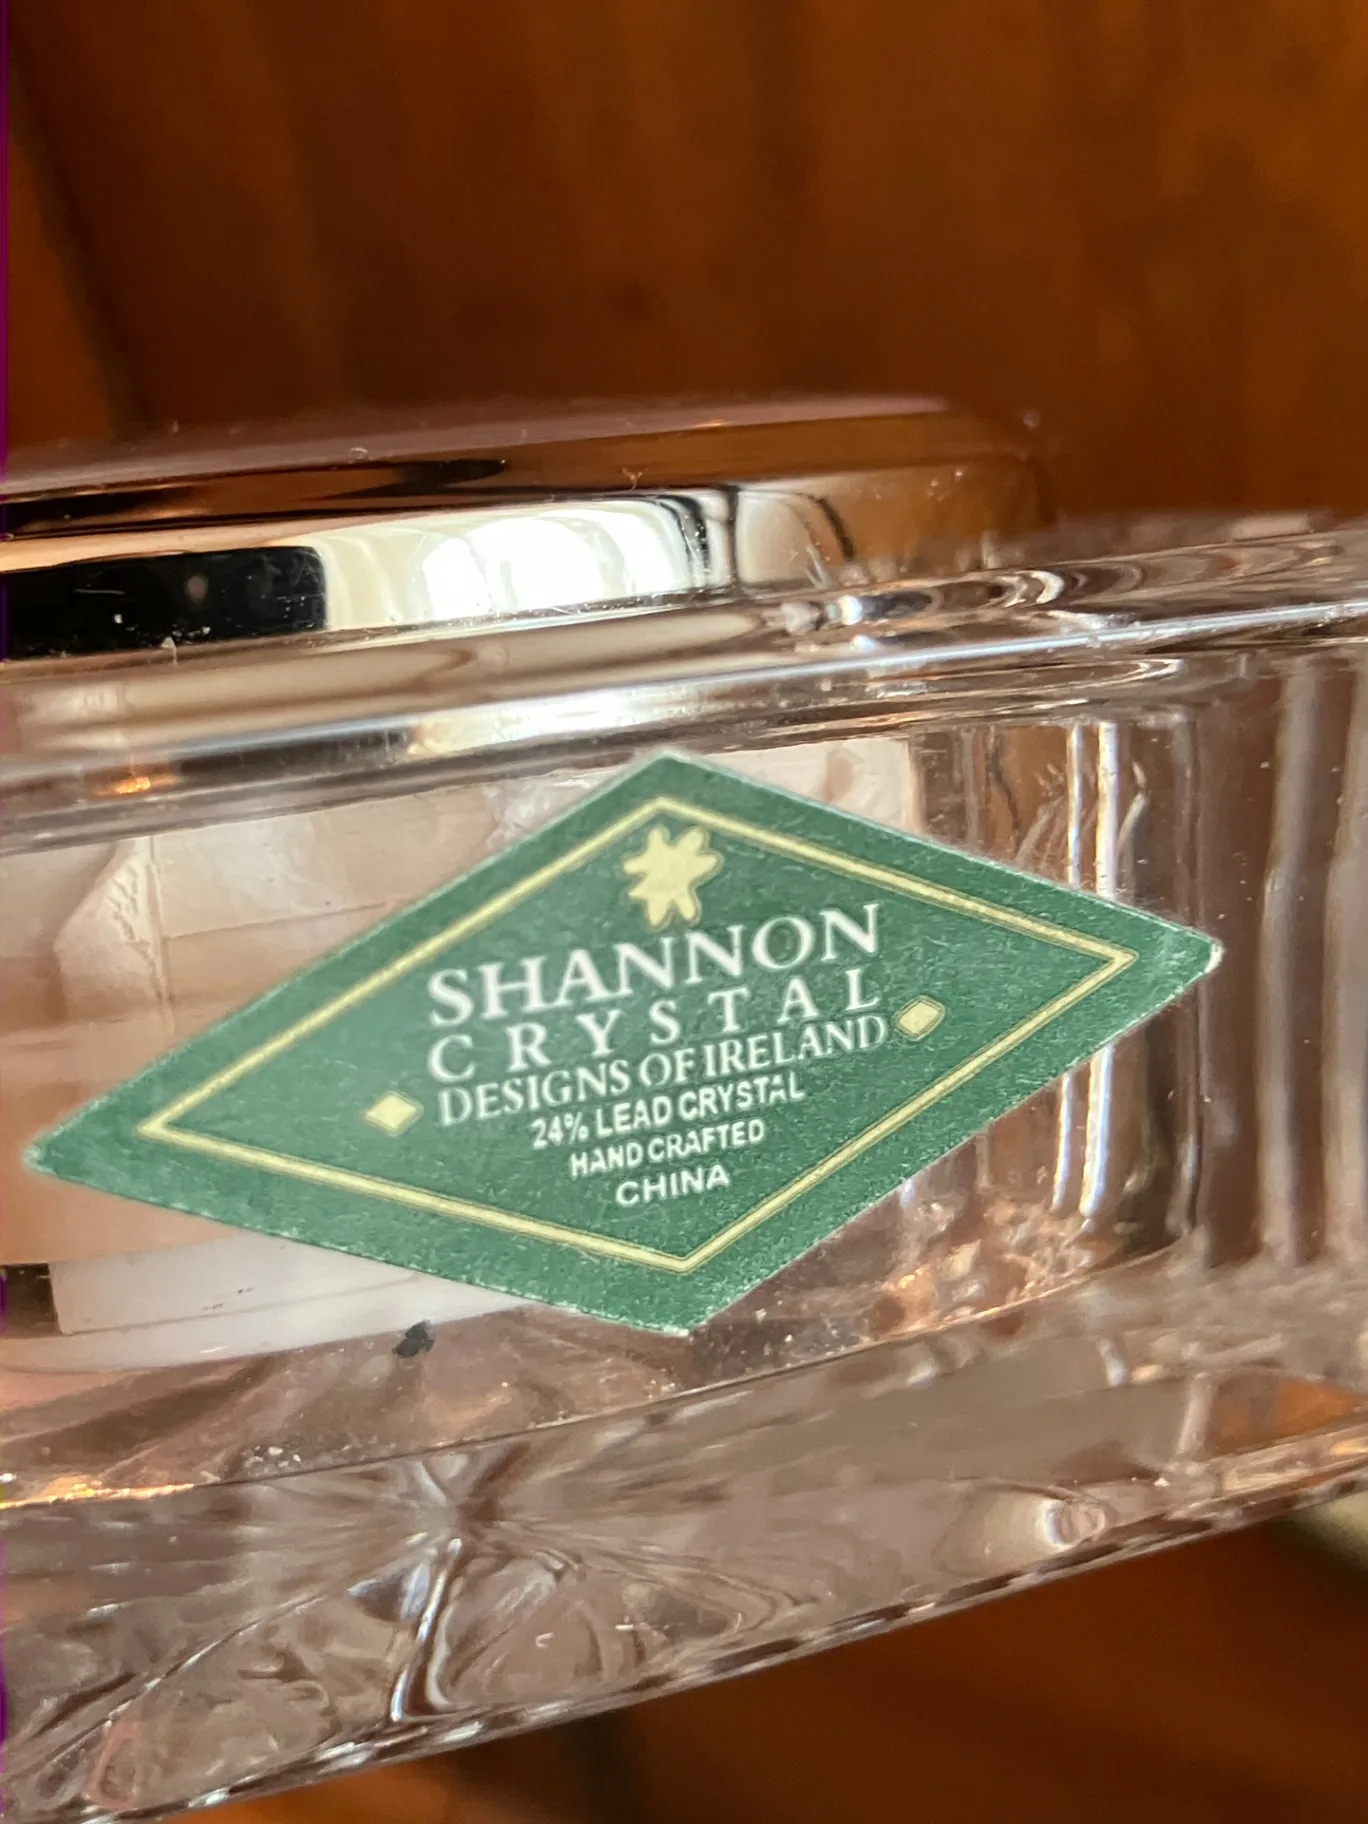 SHANNON
CRYSTAL
DESIGNS OF IRELAND
24% LEAD CRYSTAL
HAND CRAFTED
CHINA